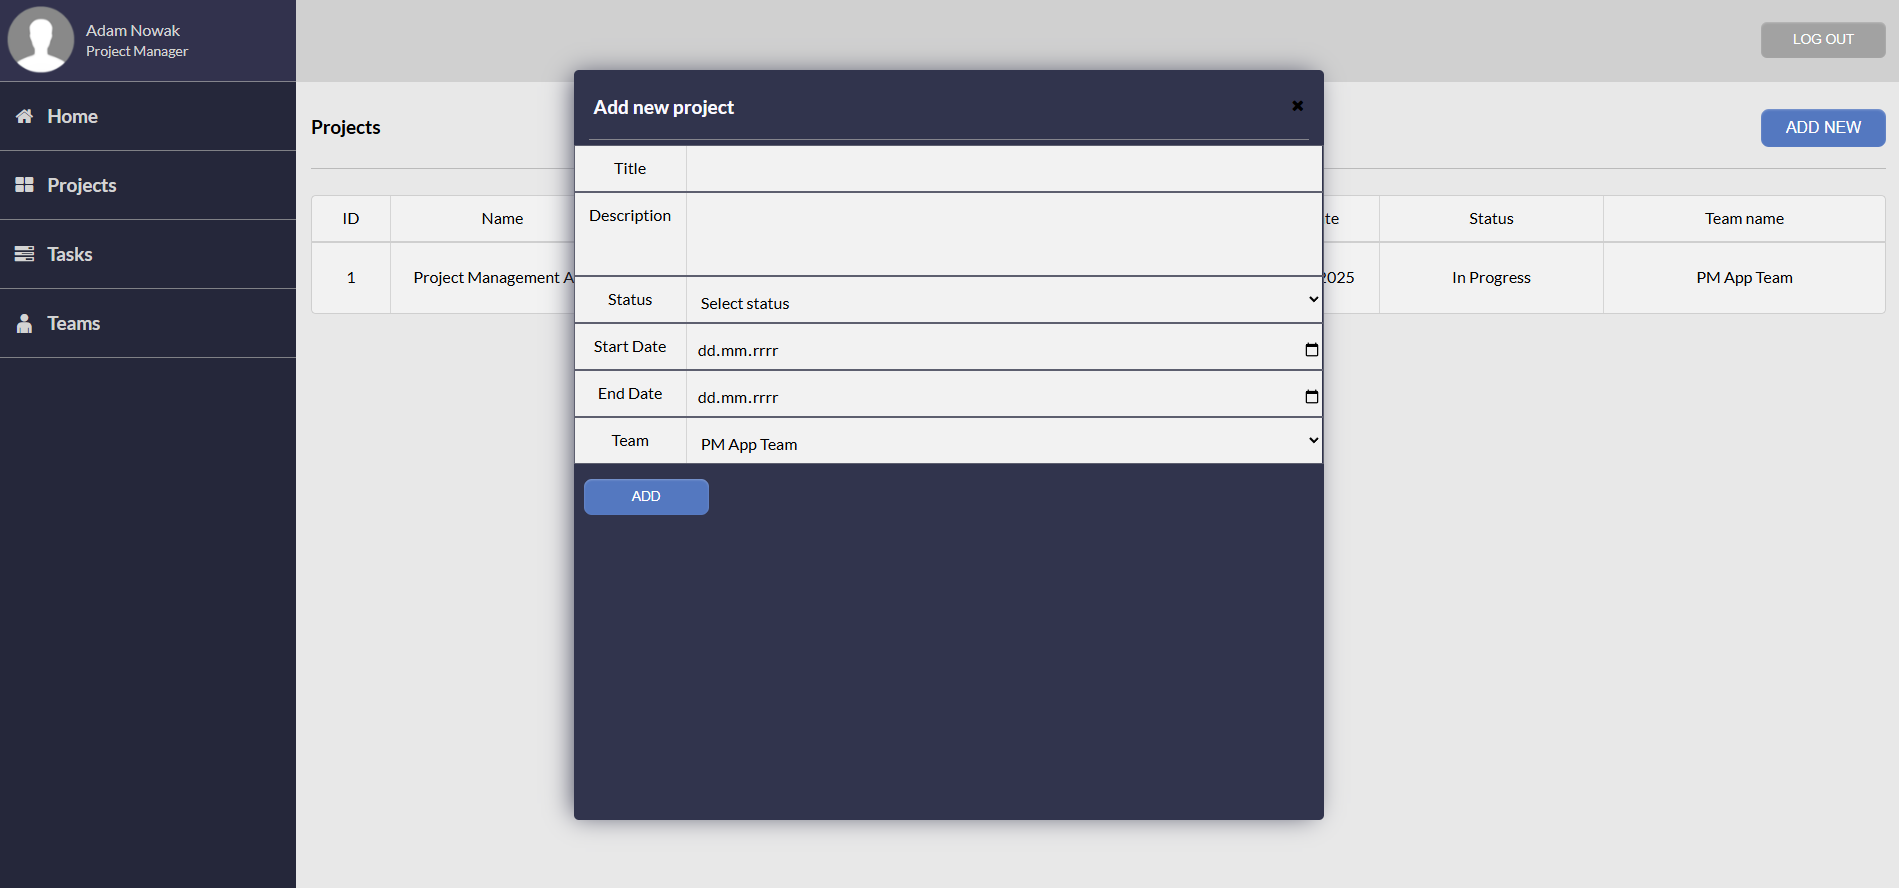 Adam Nowak
Project Manager
LOG OUT
Home
Projects
Tasks
Teams
Projects
ADD NEW
ID
Name
te
Status
Team name
1
Project Management A
2025
In Progress
PM App Team
Add new project
Title
Description
Status
Select status
Start Date
dd.mm.rrrr
End Date
dd.mm.rrrr
Team
PM App Team
ADD